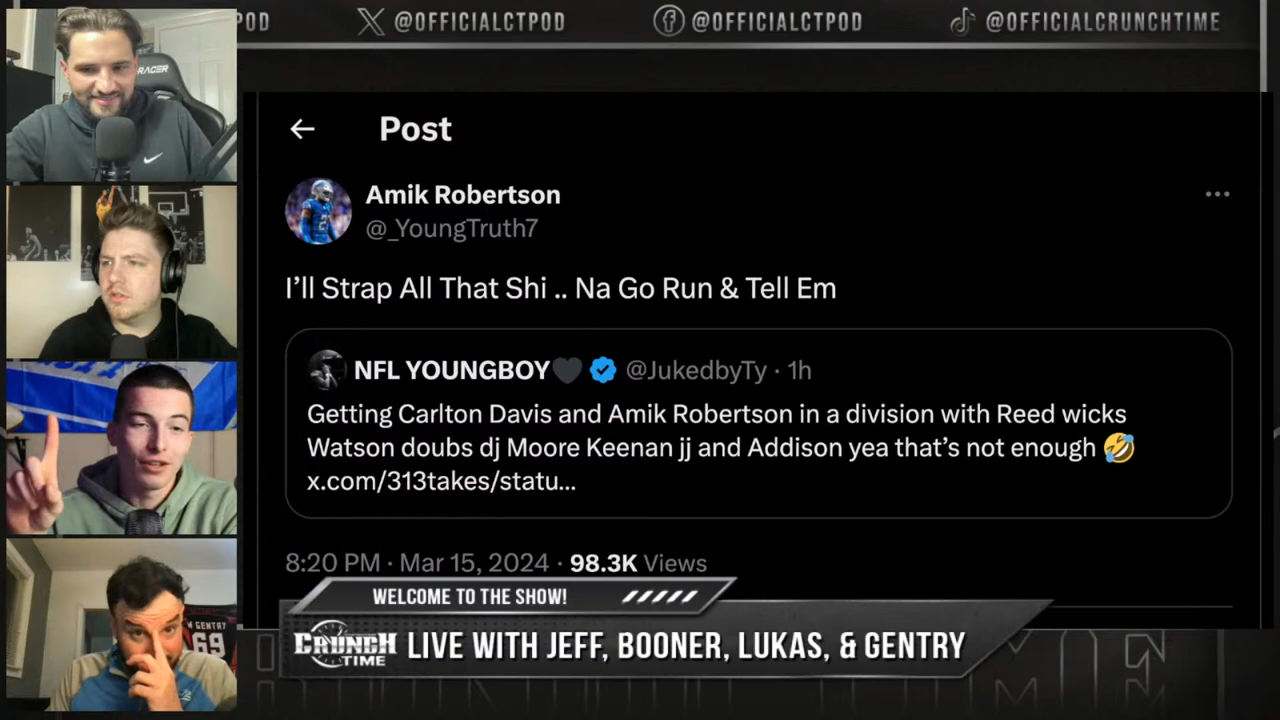 POD
@OFFICIALCTPOD
@OFFICIALCTPOD
@OFFICIALCRUNCHTIME
RACER
Post
Amik Robertson
@_YoungTruth7
I’ll Strap All That Shi .. Na Go Run & Tell Em
NFL YOUNGBOY🖤 @JukedbyTy · 1h
Getting Carlton Davis and Amik Robertson in a division with Reed wicks
Watson doubs dj Moore Keenan jj and Addison yea that’s not enough 🤣
x.com/313takes/statu...
8:20 PM · Mar 15, 2024 · 98.3K Views
WELCOME TO THE SHOW!
CRUNCH
TIME
LIVE WITH JEFF, BOONER, LUKAS, & GENTRY
GENTRY
69